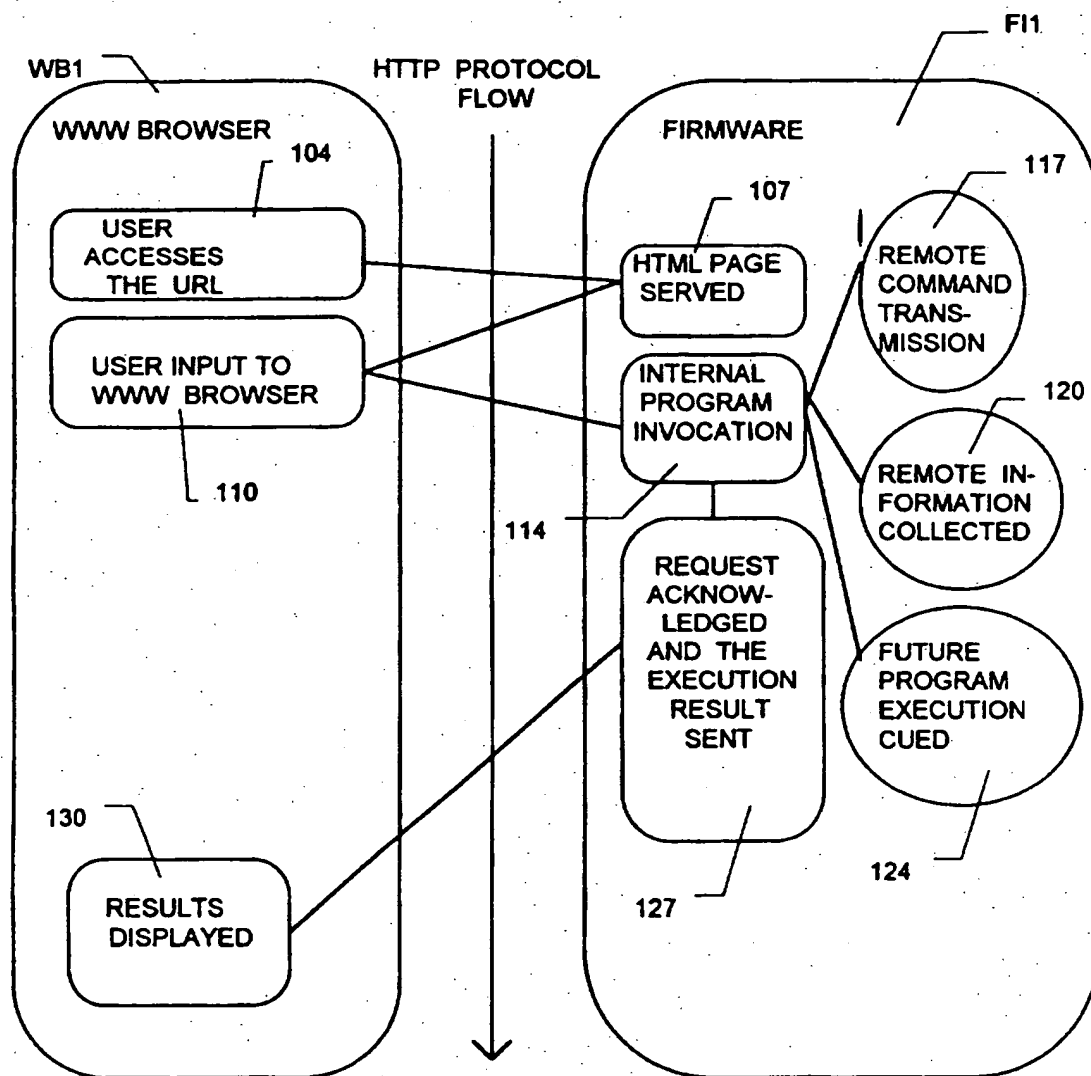 FI1
WB1
HTTP PROTOCOL
FLOW
WWW BROWSER
FIRMWARE
104
USER
ACCESSES
THE URL
107
HTML PAGE
SERVED
117
REMOTE
COMMAND
TRANS-
MISSION
USER INPUT TO
WWW BROWSER
110
INTERNAL
PROGRAM
INVOCATION
114
120
REMOTE IN-
FORMATION
COLLECTED
REQUEST
ACKNOW-
LEDGED
AND THE
EXECUTION
RESULT
SENT
127
FUTURE
PROGRAM
EXECUTION
CUED
124
130
RESULTS
DISPLAYED